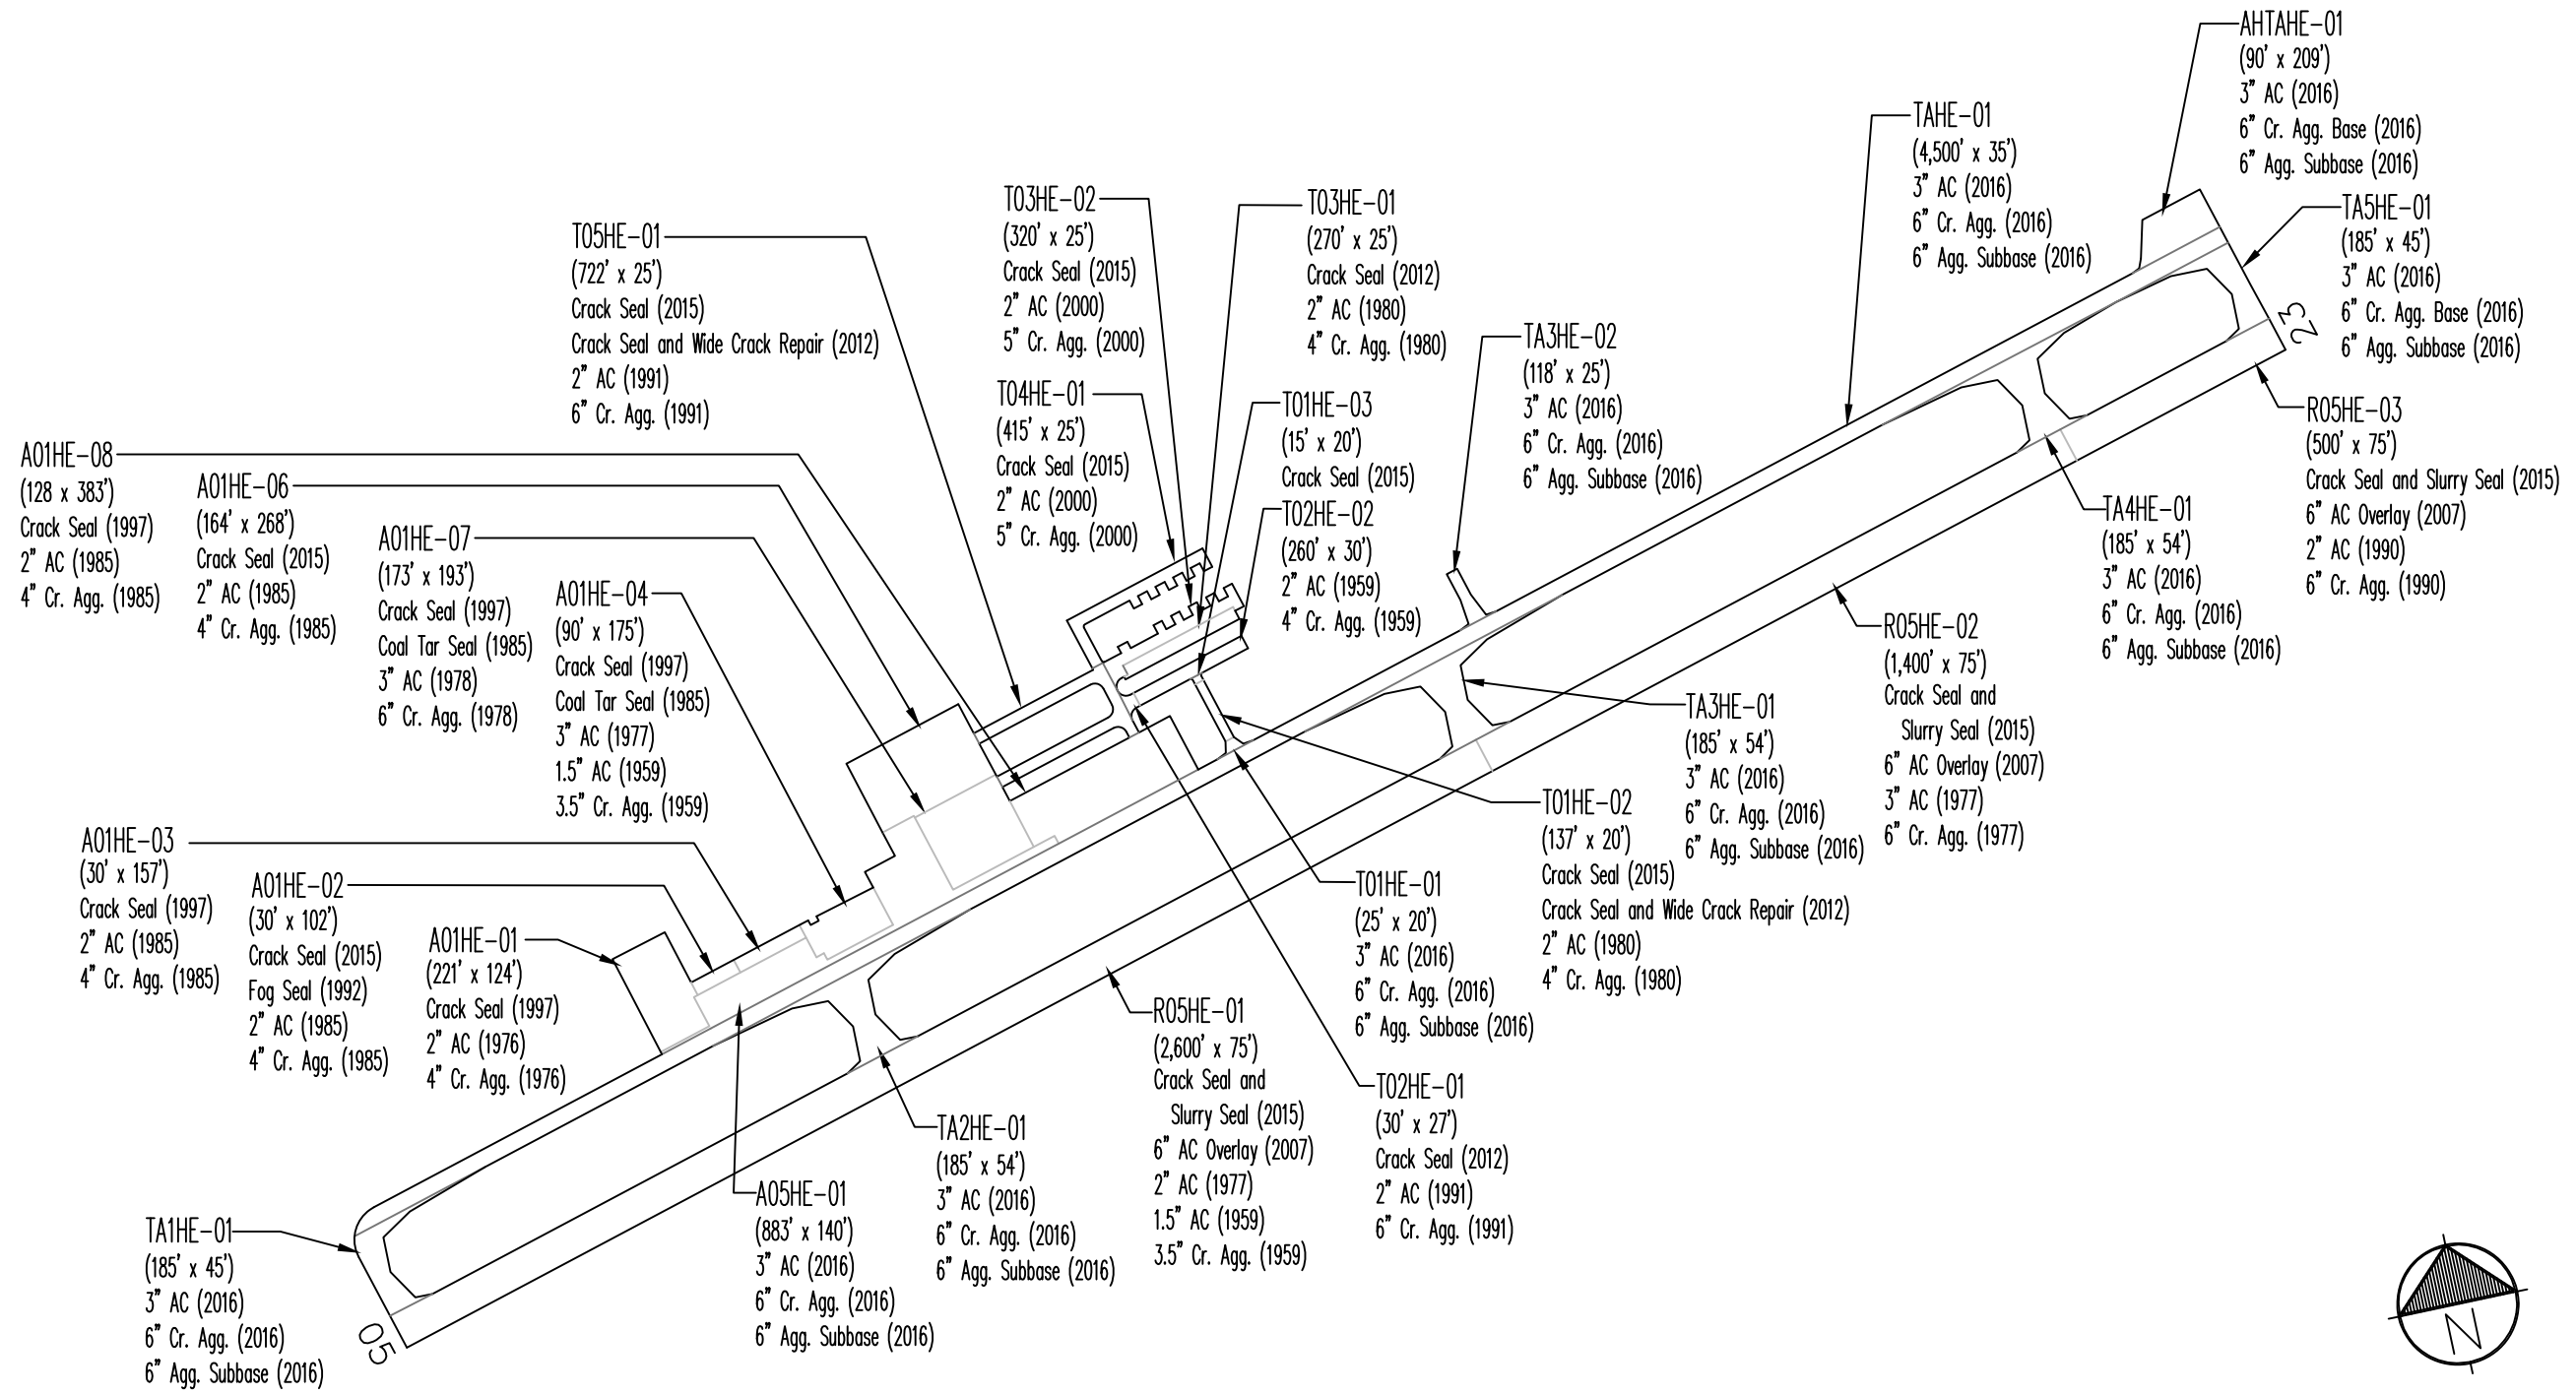 AHTAHE-01
(90' x 209')
3" AC (2016)
6" Cr. Agg. Base (2016)
6" Agg. Subbase (2016)
TAHE-01
(4,500' x 35')
3" AC (2016)
6" Cr. Agg. (2016)
6" Agg. Subbase (2016)
TA5HE-01
(185' x 45')
3" AC (2016)
6" Cr. Agg. Base (2016)
6" Agg. Subbase (2016)
T03HE-02
(320' x 25')
Crack Seal (2015)
2" AC (2000)
5" Cr. Agg. (2000)
T03HE-01
(270' x 25')
Crack Seal (2012)
2" AC (1980)
4" Cr. Agg. (1980)
T05HE-01
(722' x 25')
Crack Seal (2015)
Crack Seal and Wide Crack Repair (2012)
2" AC (1991)
6" Cr. Agg. (1991)
23
TA3HE-02
(118' x 25')
3" AC (2016)
6" Cr. Agg. (2016)
6" Agg. Subbase (2016)
T04HE-01
(415' x 25')
Crack Seal (2015)
2" AC (2000)
5" Cr. Agg. (2000)
T01HE-03
(15' x 20')
Crack Seal (2015)
T02HE-02
(260' x 30')
2" AC (1959)
4" Cr. Agg. (1959)
R05HE-03
(500' x 75')
Crack Seal and Slurry Seal (2015)
6" AC Overlay (2007)
2" AC (1990)
6" Cr. Agg. (1990)
A01HE-08
(128 x 383')
Crack Seal (1997)
2" AC (1985)
4" Cr. Agg. (1985)
A01HE-06
(164' x 268')
Crack Seal (2015)
2" AC (1985)
4" Cr. Agg. (1985)
A01HE-07
(173' x 193')
Crack Seal (1997)
Coal Tar Seal (1985)
3" AC (1978)
6" Cr. Agg. (1978)
A01HE-04
(90' x 175')
Crack Seal (1997)
Coal Tar Seal (1985)
3" AC (1977)
1.5" AC (1959)
3.5" Cr. Agg. (1959)
TA4HE-01
(185' x 54')
3" AC (2016)
6" Cr. Agg. (2016)
6" Agg. Subbase (2016)
R05HE-02
(1,400' x 75')
Crack Seal and
Slurry Seal (2015)
6" AC Overlay (2007)
3" AC (1977)
6" Cr. Agg. (1977)
TA3HE-01
(185' x 54')
3" AC (2016)
6" Cr. Agg. (2016)
6" Agg. Subbase (2016)
T01HE-02
(137' x 20')
Crack Seal (2015)
Crack Seal and Wide Crack Repair (2012)
2" AC (1980)
4" Cr. Agg. (1980)
A01HE-03
(30' x 157')
Crack Seal (1997)
2" AC (1985)
4" Cr. Agg. (1985)
A01HE-02
(30' x 102')
Crack Seal (2015)
Fog Seal (1992)
2" AC (1985)
4" Cr. Agg. (1985)
A01HE-01
(221' x 124')
Crack Seal (1997)
2" AC (1976)
4" Cr. Agg. (1976)
T01HE-01
(25' x 20')
3" AC (2016)
6" Cr. Agg. (2016)
6" Agg. Subbase (2016)
R05HE-01
(2,600' x 75')
Crack Seal and
Slurry Seal (2015)
6" AC Overlay (2007)
2" AC (1977)
1.5" AC (1959)
3.5" Cr. Agg. (1959)
T02HE-01
(30' x 27')
Crack Seal (2012)
2" AC (1991)
6" Cr. Agg. (1991)
TA2HE-01
(185' x 54')
3" AC (2016)
6" Cr. Agg. (2016)
6" Agg. Subbase (2016)
A05HE-01
(883' x 140')
3" AC (2016)
6" Cr. Agg. (2016)
6" Agg. Subbase (2016)
TA1HE-01
(185' x 45')
3" AC (2016)
6" Cr. Agg. (2016)
6" Agg. Subbase (2016)
05
N